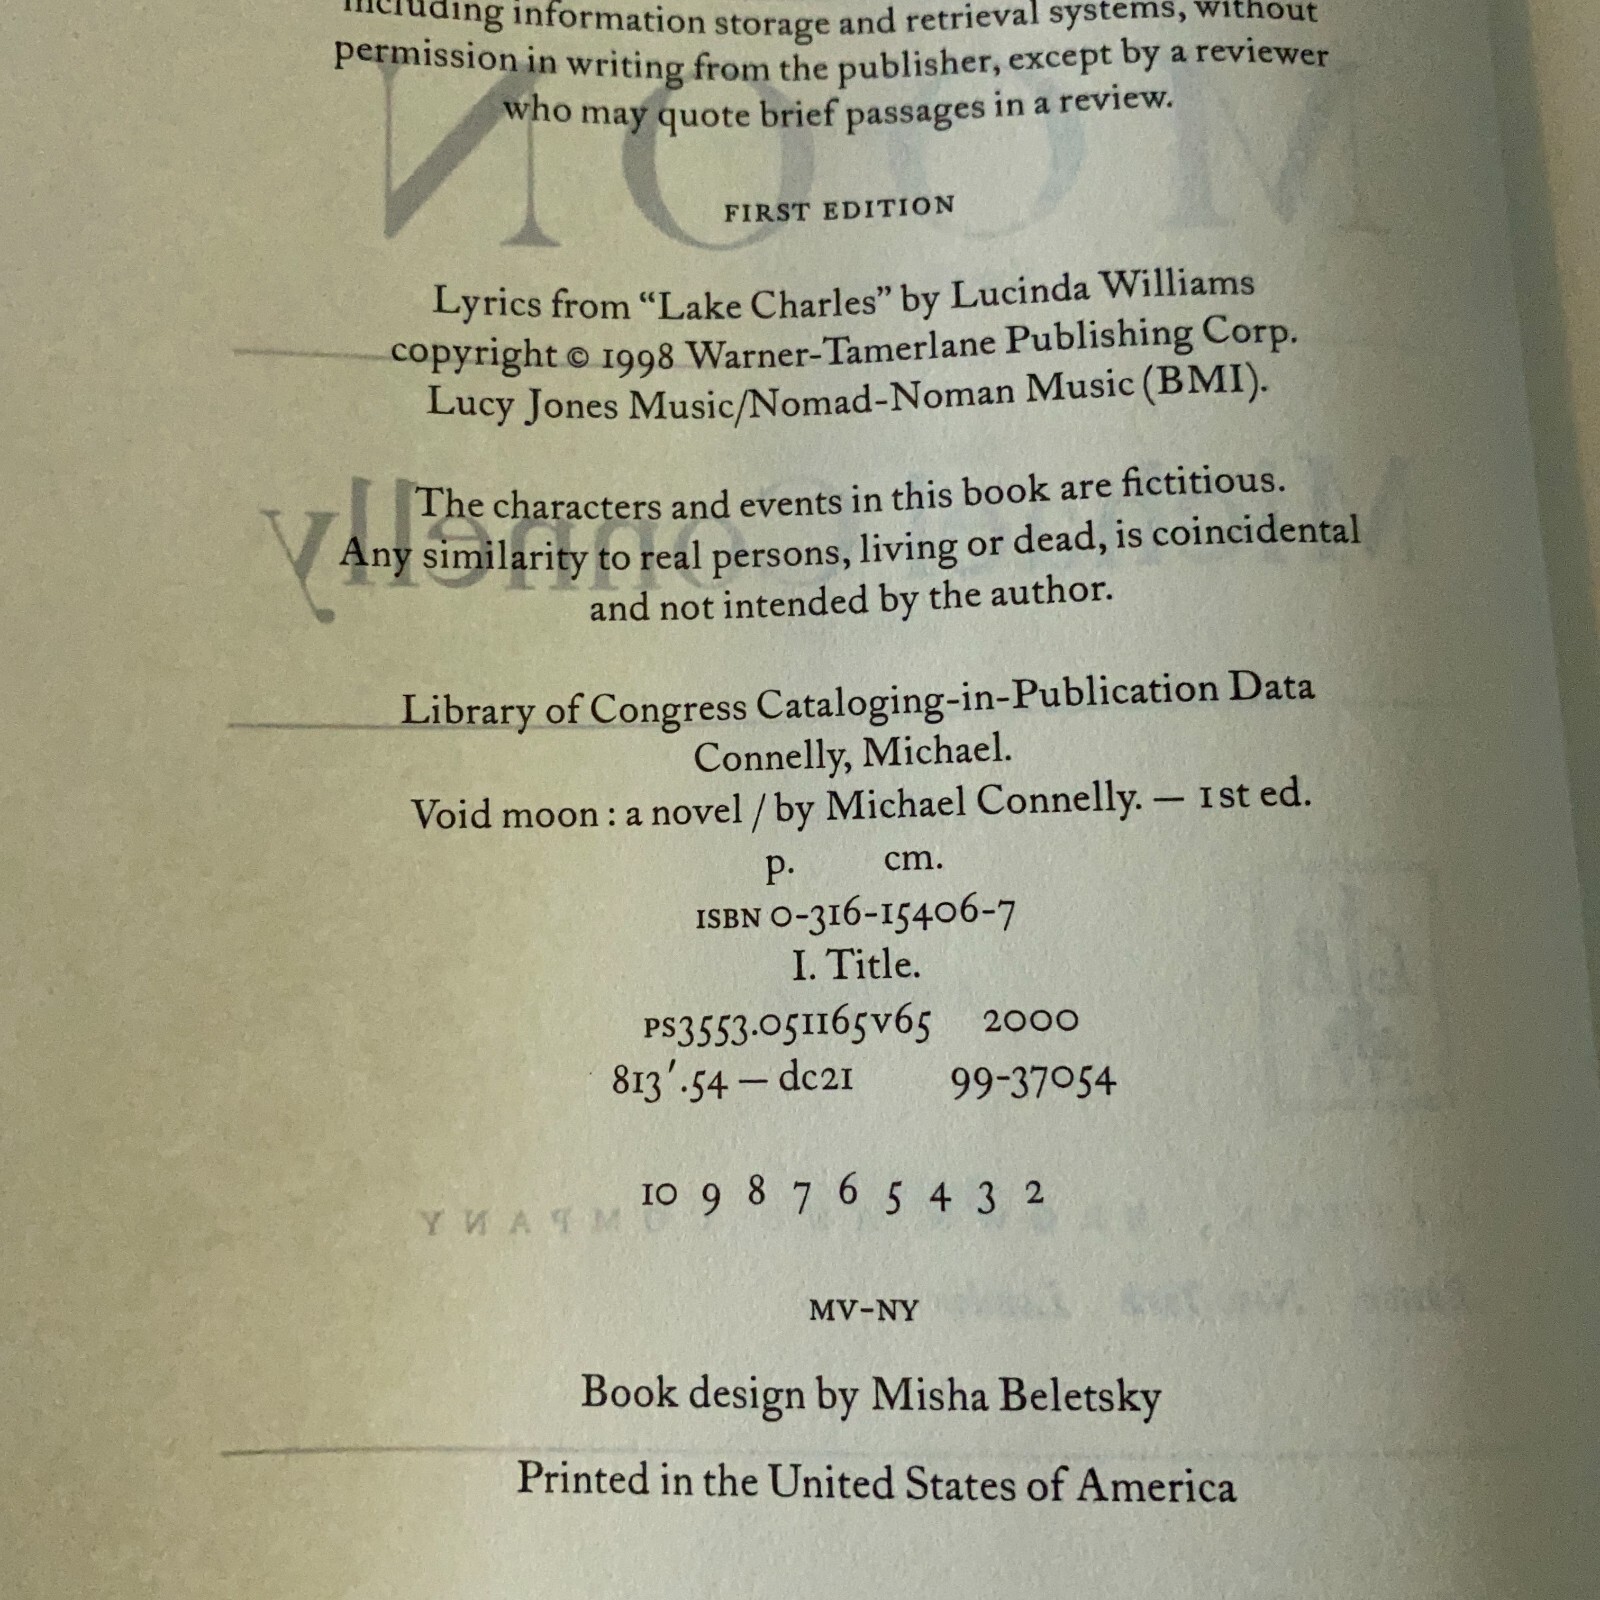 including information storage and retrieval systems, without
permission in writing from the publisher, except by a reviewer
who may quote brief passages in a review.
FIRST EDITION
Lyrics from “Lake Charles” by Lucinda Williams
copyright © 1998 Warner-Tamerlane Publishing Corp.
Lucy Jones Music/Nomad-Noman Music (BMI).
The characters and events in this book are fictitious.
Any similarity to real persons, living or dead, is coincidental
and not intended by the author.
Library of Congress Cataloging-in-Publication Data
Connelly, Michael.
Void moon : a novel / by Michael Connelly. — 1st ed.
p. cm.
ISBN 0-316-15406-7
I. Title.
PS3553.O51165V65 2000
813′.54 — dc21 99-37054
10 9 8 7 6 5 4 3 2
MV-NY
Book design by Misha Beletsky
Printed in the United States of America